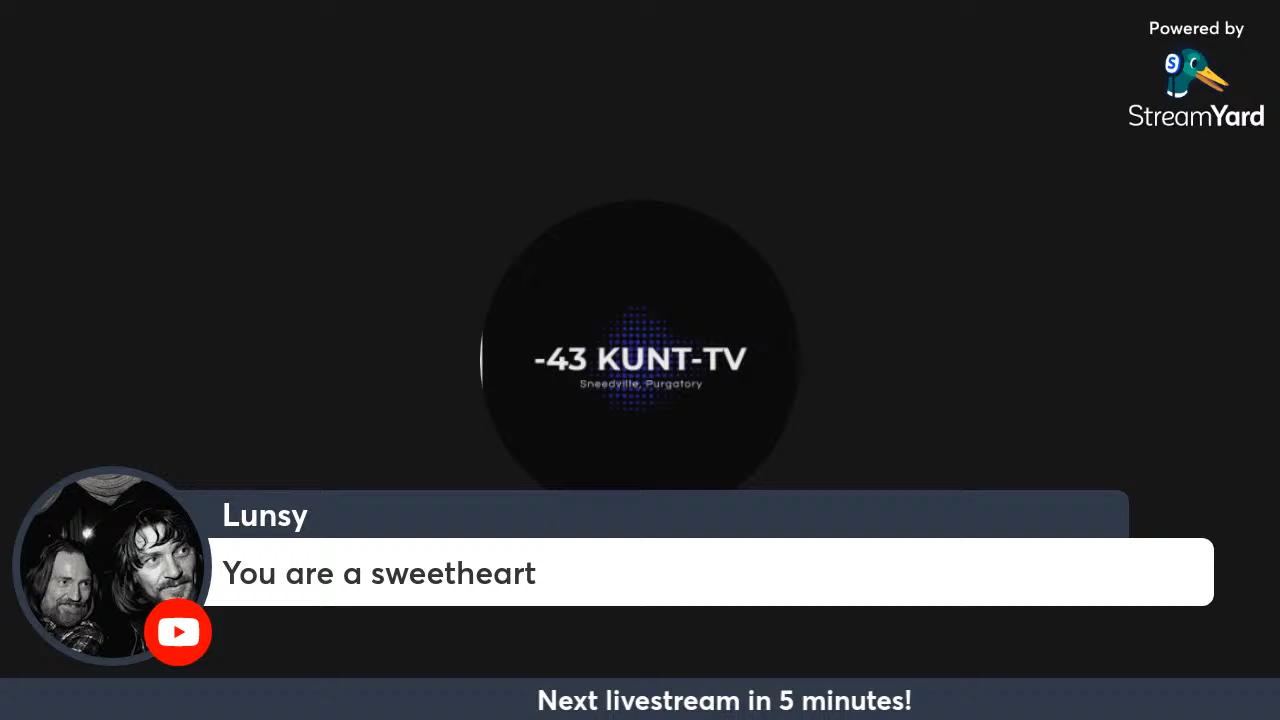 Powered by
S
StreamYard
-43 KUNT-TV
Sneedville, Purgatory
Lunsy
You are a sweetheart
Next livestream in 5 minutes!